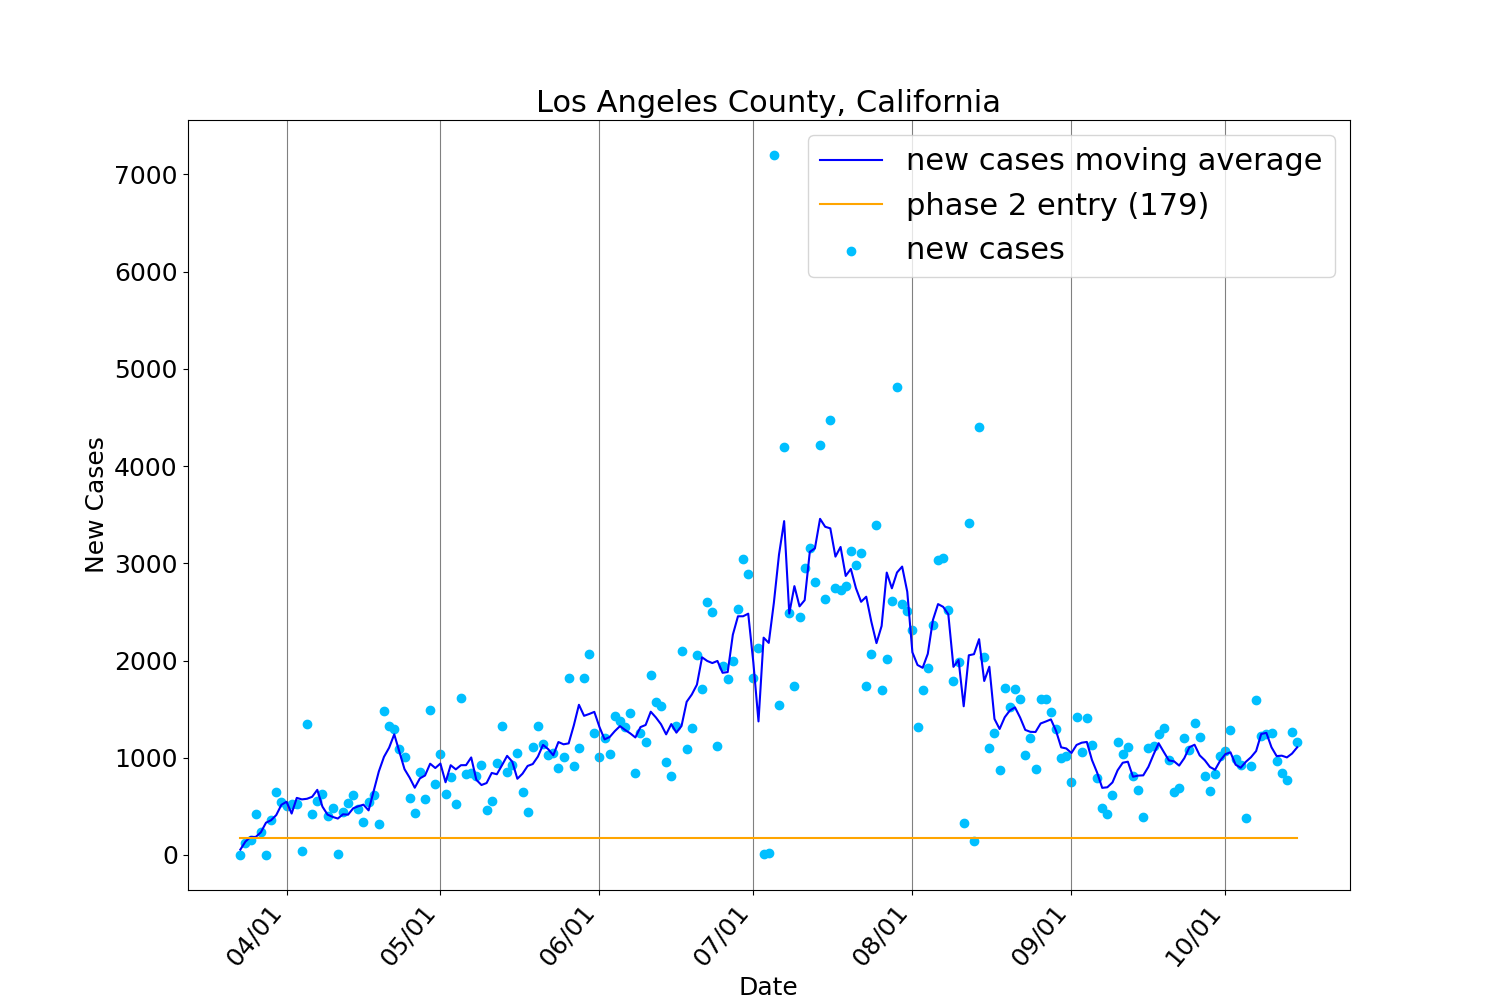 Los Angeles County, California
new cases moving average
phase 2 entry (179)
new cases
New Cases
7000
6000
5000
4000
3000
2000
1000
0
04/01
05/01
06/01
07/01
08/01
09/01
10/01
Date